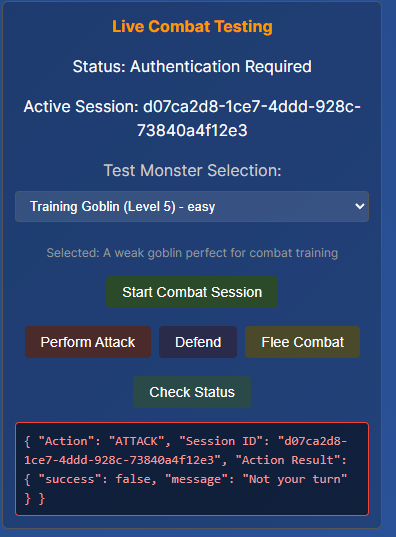 Live Combat Testing
Status: Authentication Required
Active Session: d07ca2d8-1ce7-4ddd-928c-
73840a4f12e3
Test Monster Selection:
Training Goblin (Level 5) - easy
Selected: A weak goblin perfect for combat training
Start Combat Session
Perform Attack Defend Flee Combat
Check Status
{ "Action": "ATTACK", "Session ID": "d07ca2d8-
1ce7-4ddd-928c-73840a4f12e3", "Action Result":
{ "success": false, "message": "Not your turn"
} }